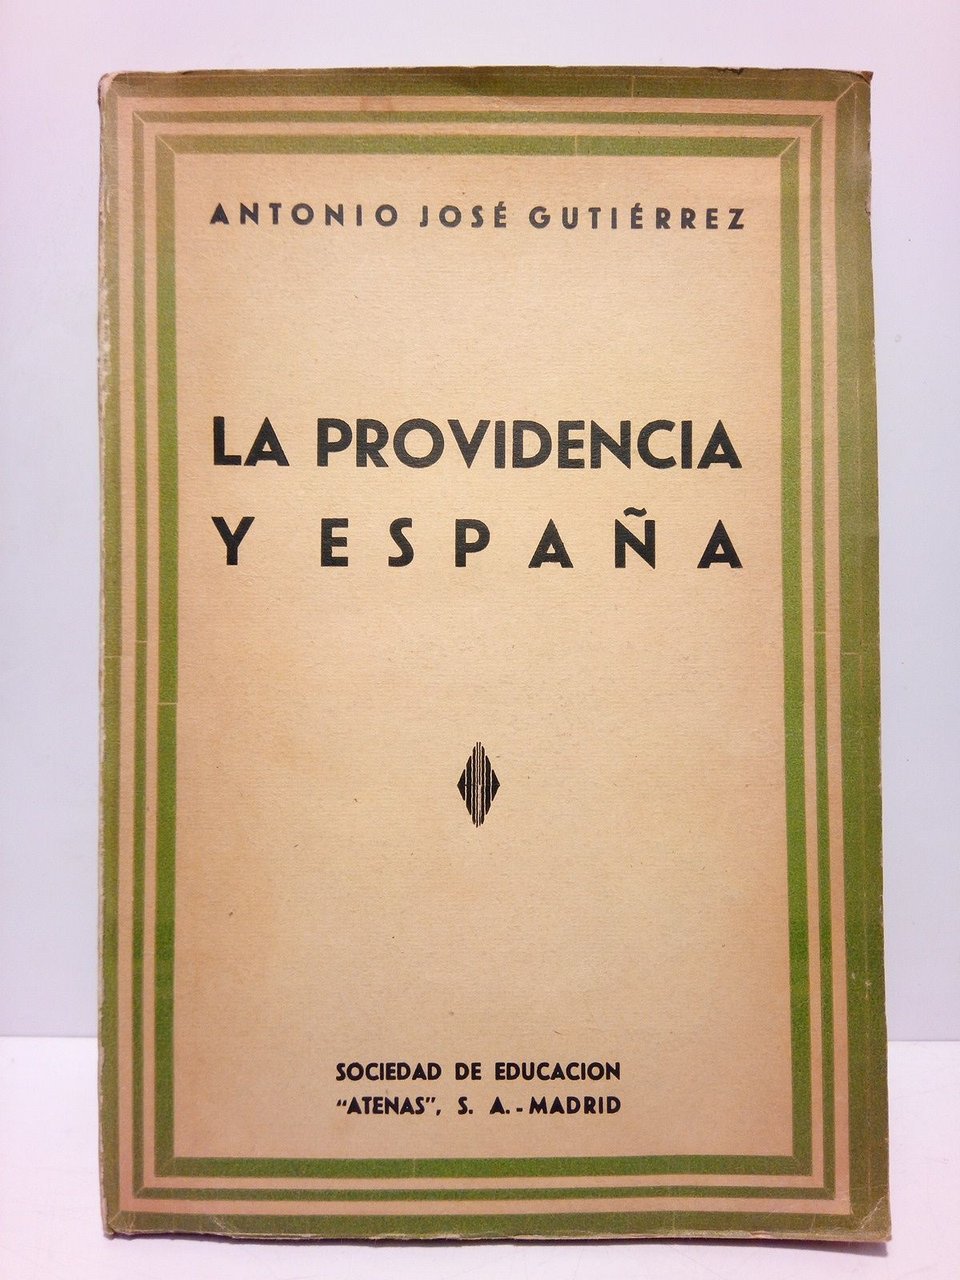 ANTONIO JOSÉ GUTIÉRREZ
LA PROVIDENCIA
Y ESPAÑA
SOCIEDAD DE EDUCACION
"ATENAS", S. A. - MADRID